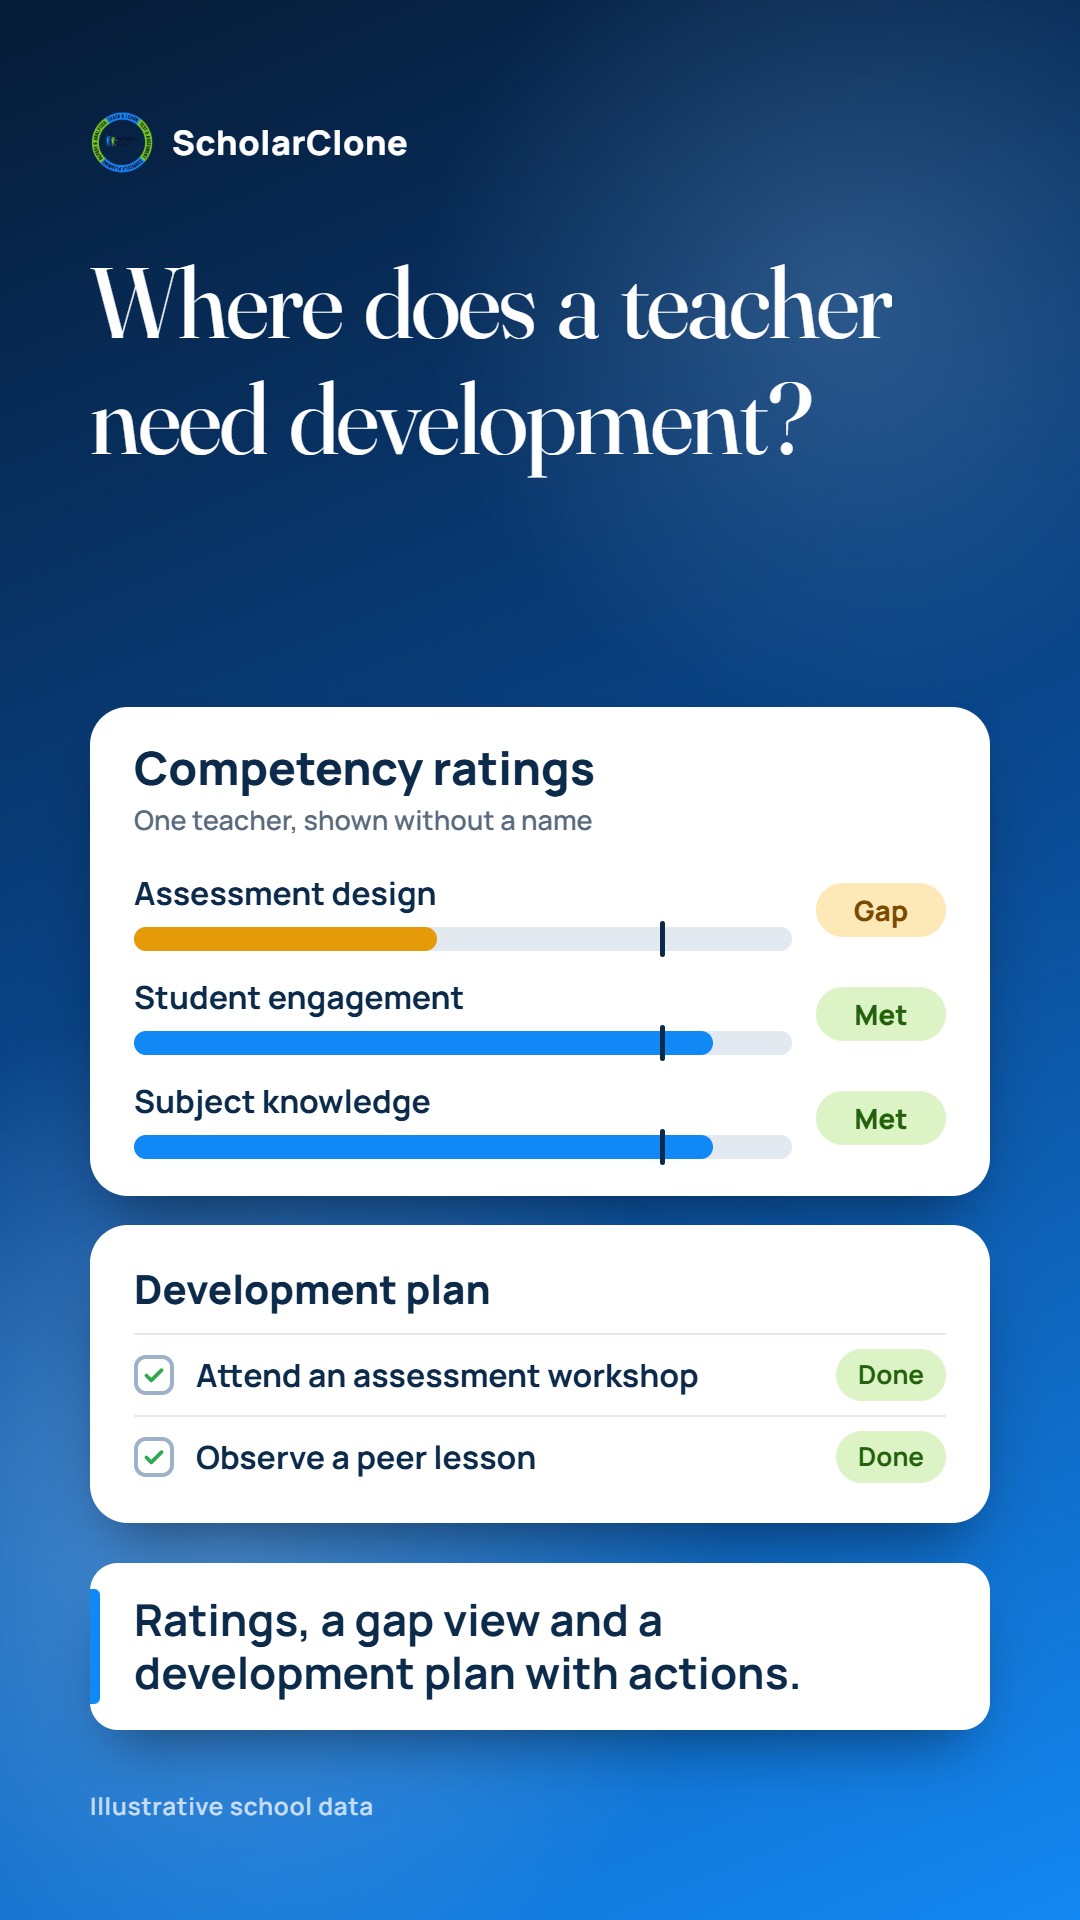 ScholarClone
Where does a teacher
need development?
Competency ratings
One teacher, shown without a name
Assessment design
Gap
Student engagement
Met
Subject knowledge
Met
Development plan
Attend an assessment workshop
Done
Observe a peer lesson
Done
Ratings, a gap view and a
development plan with actions.
Illustrative school data